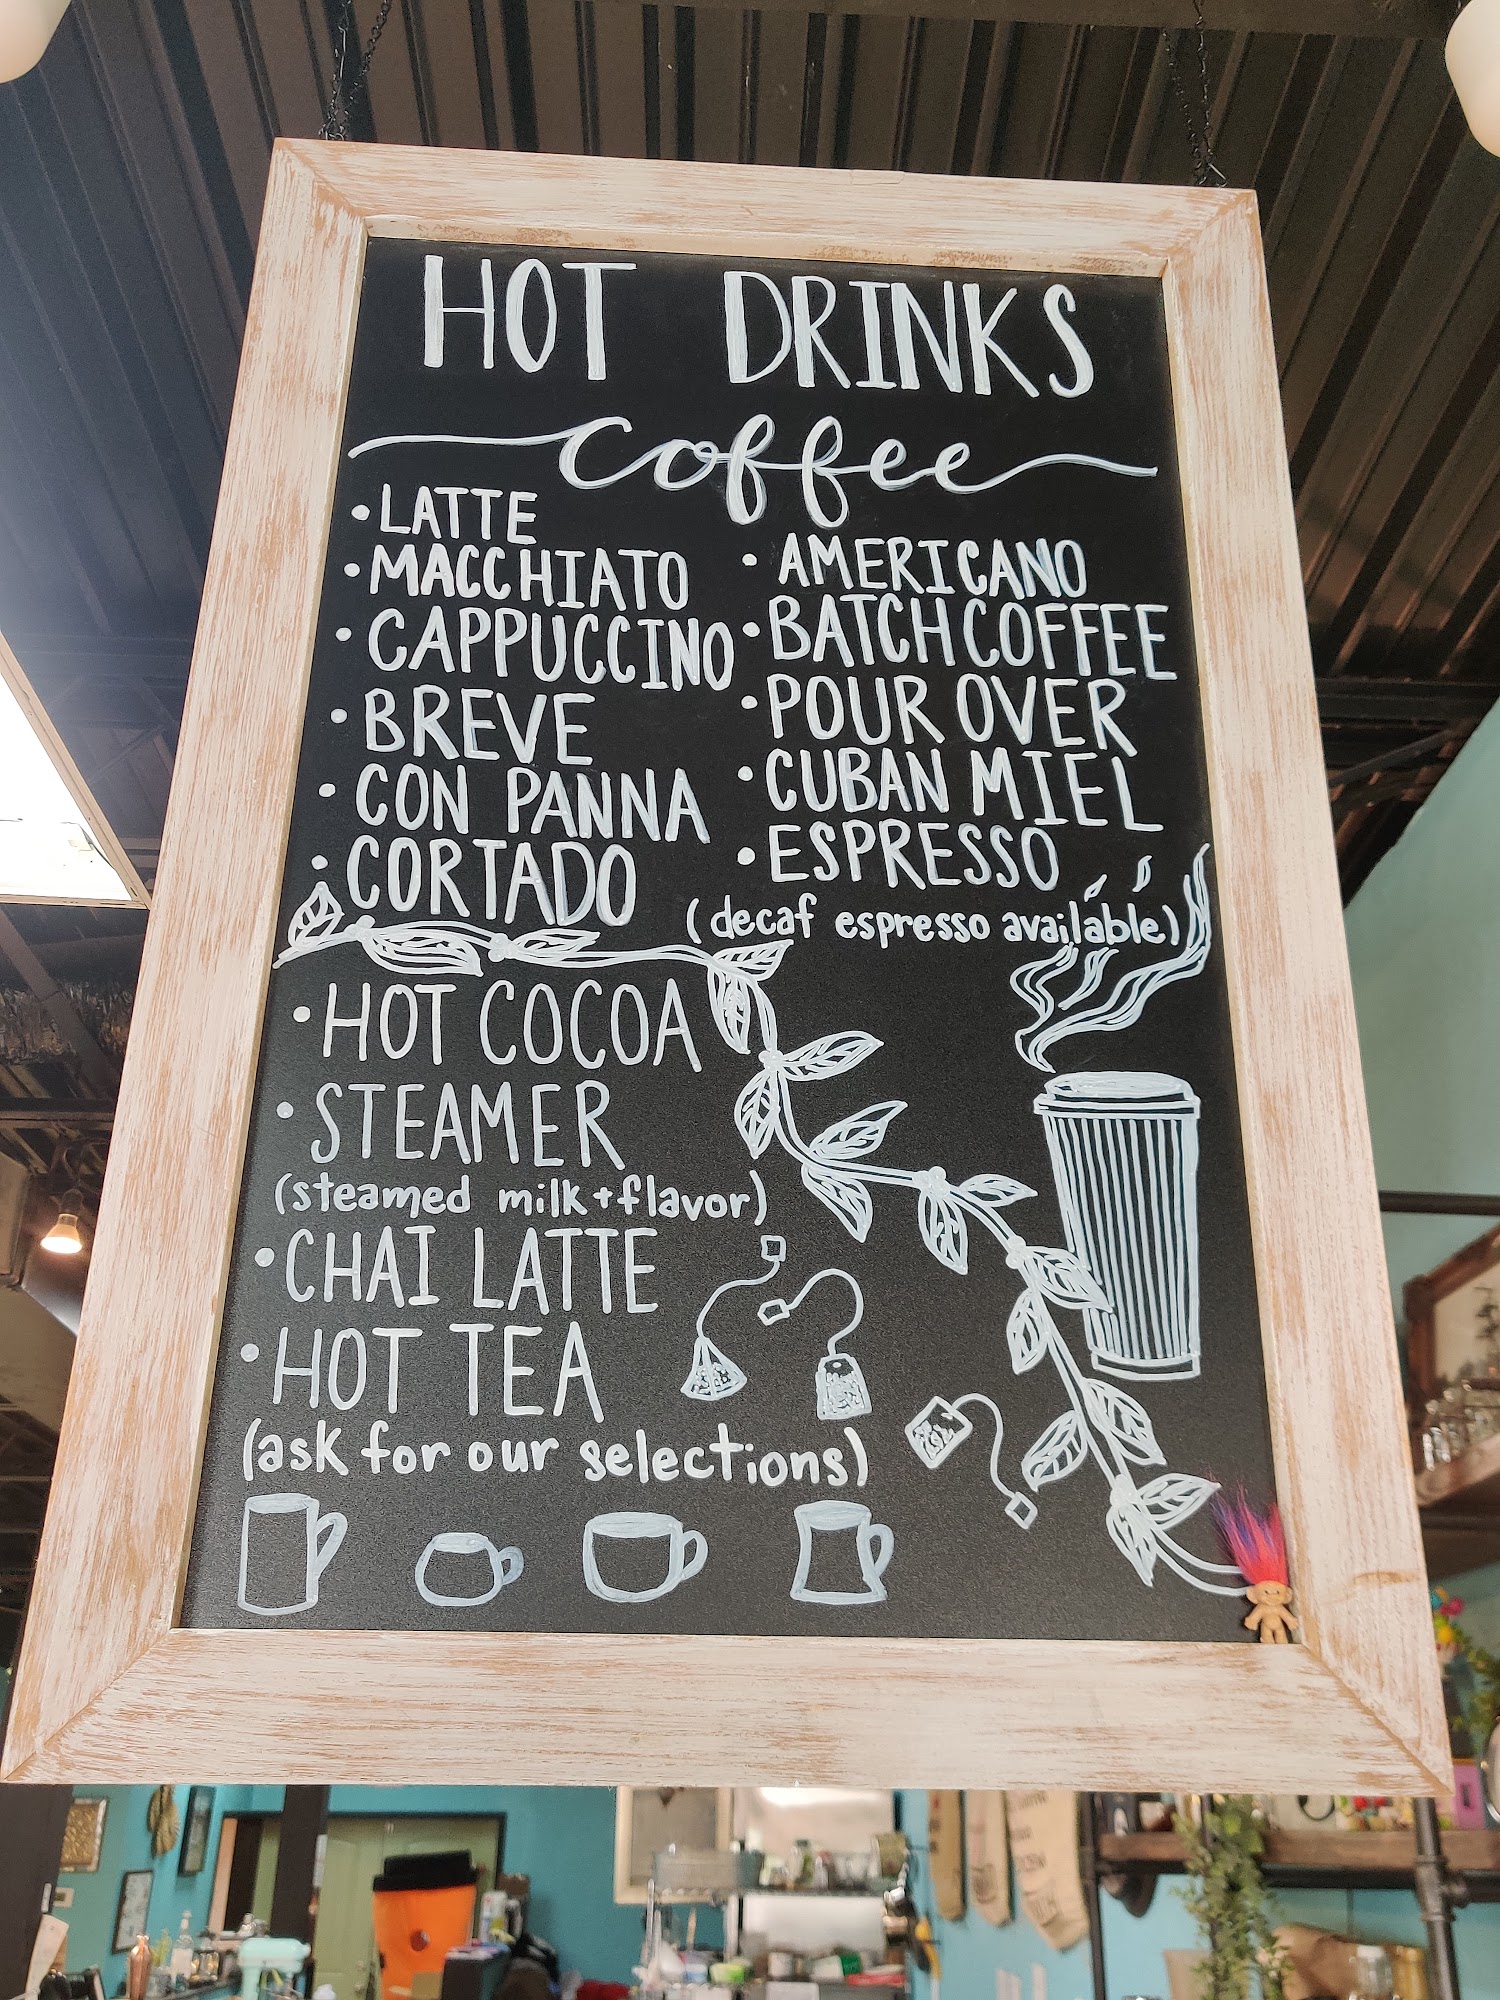 HOT DRINKS
coffee
• LATTE
• MACCHIATO
• CAPPUCCINO
• BREVE
• CON PANNA
• CORTADO
• AMERICANO
• BATCH COFFEE
• POUR OVER
• CUBAN MIEL
• ESPRESSO
(decaf espresso available)
• HOT COCOA
• STEAMER
(steamed milk + flavor)
• CHAI LATTE
• HOT TEA
(ask for our selections)